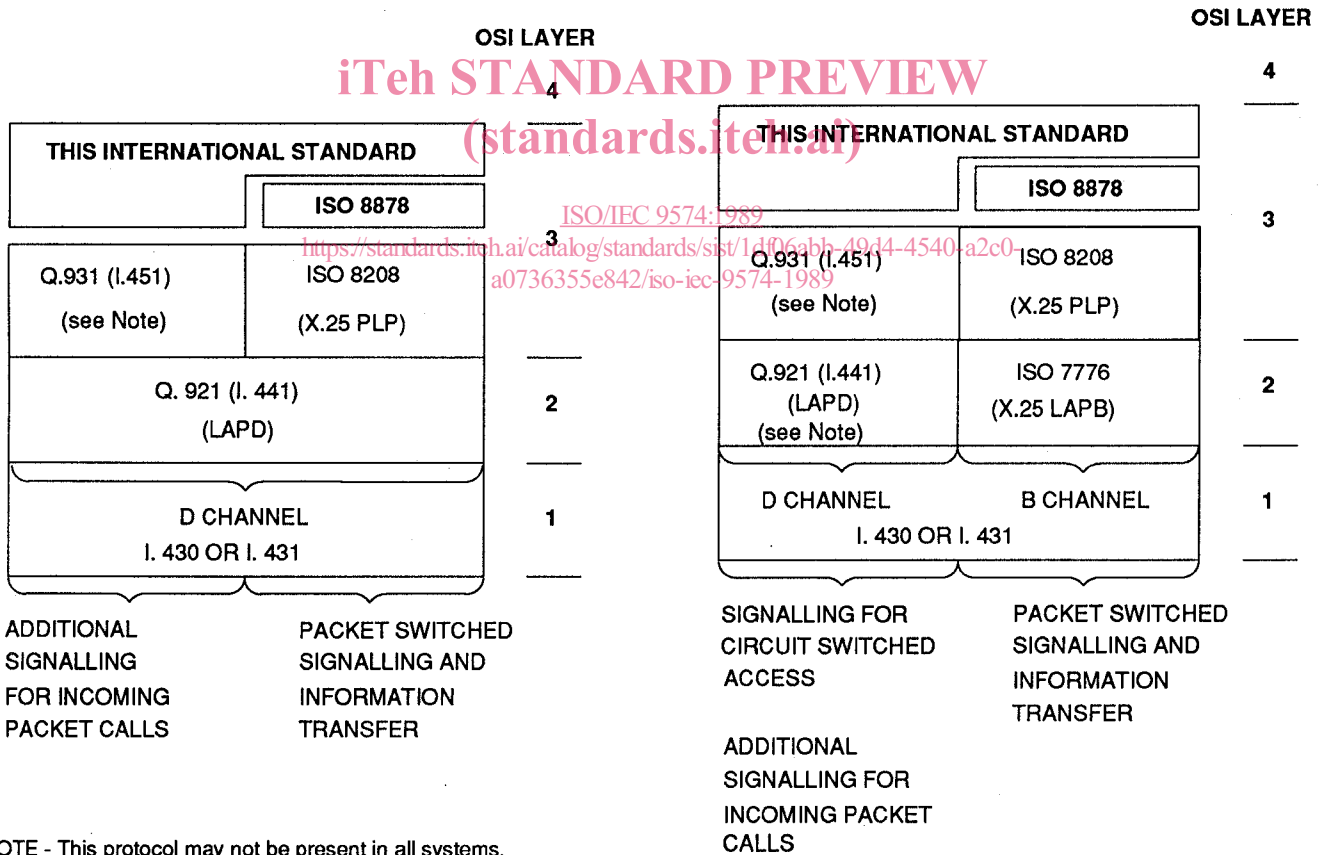 OSI LAYER
4
THIS INTERNATIONAL STANDARD
ISO 8878
3
Q.931 (I.451)
(see Note)
ISO 8208
(X.25 PLP)
Q. 921 (I. 441)
(LAPD)
2
D CHANNEL
I. 430 OR I. 431
1
ADDITIONAL
SIGNALLING
FOR INCOMING
PACKET CALLS
PACKET SWITCHED
SIGNALLING AND
INFORMATION
TRANSFER
OTE - This protocol may not be present in all systems.
iTeh STANDARD PREVIEW
(standards.iteh.ai)
ISO/IEC 9574:1989
https://standards.iteh.ai/catalog/standards/sist/1df06abb-49d4-4540-a2c0-
a0736355e842/iso-iec-9574-1989
OSI LAYER
4
THIS INTERNATIONAL STANDARD
ISO 8878
3
Q.931 (I.451)
(see Note)
ISO 8208
(X.25 PLP)
Q.921 (I.441)
(LAPD)
(see Note)
ISO 7776
(X.25 LAPB)
2
D CHANNEL
B CHANNEL
I. 430 OR I. 431
1
SIGNALLING FOR
CIRCUIT SWITCHED
ACCESS
ADDITIONAL
SIGNALLING FOR
INCOMING PACKET
CALLS
PACKET SWITCHED
SIGNALLING AND
INFORMATION
TRANSFER